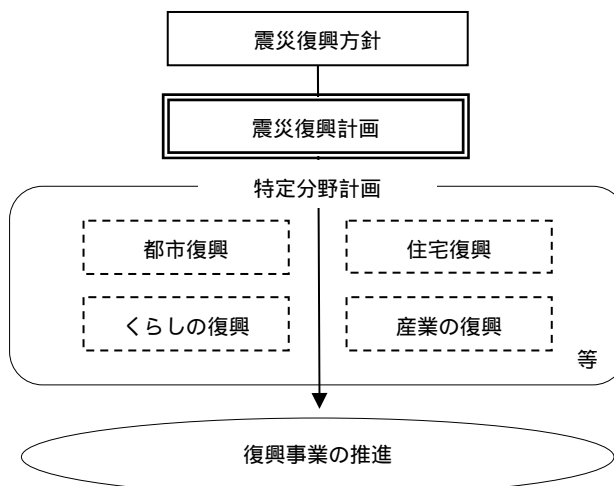 震災復興方針
震災復興計画
特定分野計画
都市復興
住宅復興
くらしの復興
産業の復興
等
復興事業の推進